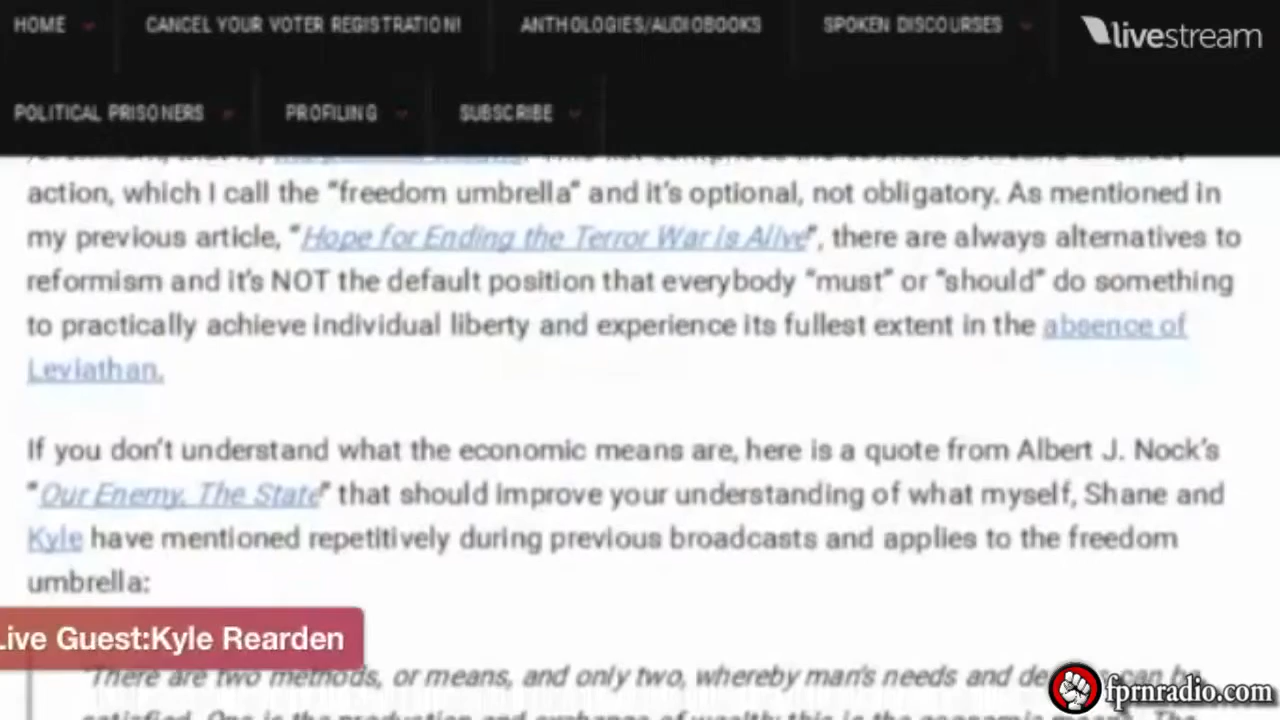 HOME CANCEL YOUR VOTER REGISTRATION! ANTHOLOGIES/AUDIOBOOKS SPOKEN DISCOURSES livestream
POLITICAL PRISONERS PROFILING SUBSCRIBE
action, which I call the “freedom umbrella” and it’s optional, not obligatory. As mentioned in
my previous article, “Hope for Ending the Terror War is Alive”, there are always alternatives to
reformism and it’s NOT the default position that everybody “must” or “should” do something
to practically achieve individual liberty and experience its fullest extent in the absence of
Leviathan.
If you don’t understand what the economic means are, here is a quote from Albert J. Nock’s
“Our Enemy, The State” that should improve your understanding of what myself, Shane and
Kyle have mentioned repetitively during previous broadcasts and applies to the freedom
umbrella:
Live Guest:Kyle Rearden
“There are two methods, or means, and only two, whereby man’s needs and can be
fprnradio.com